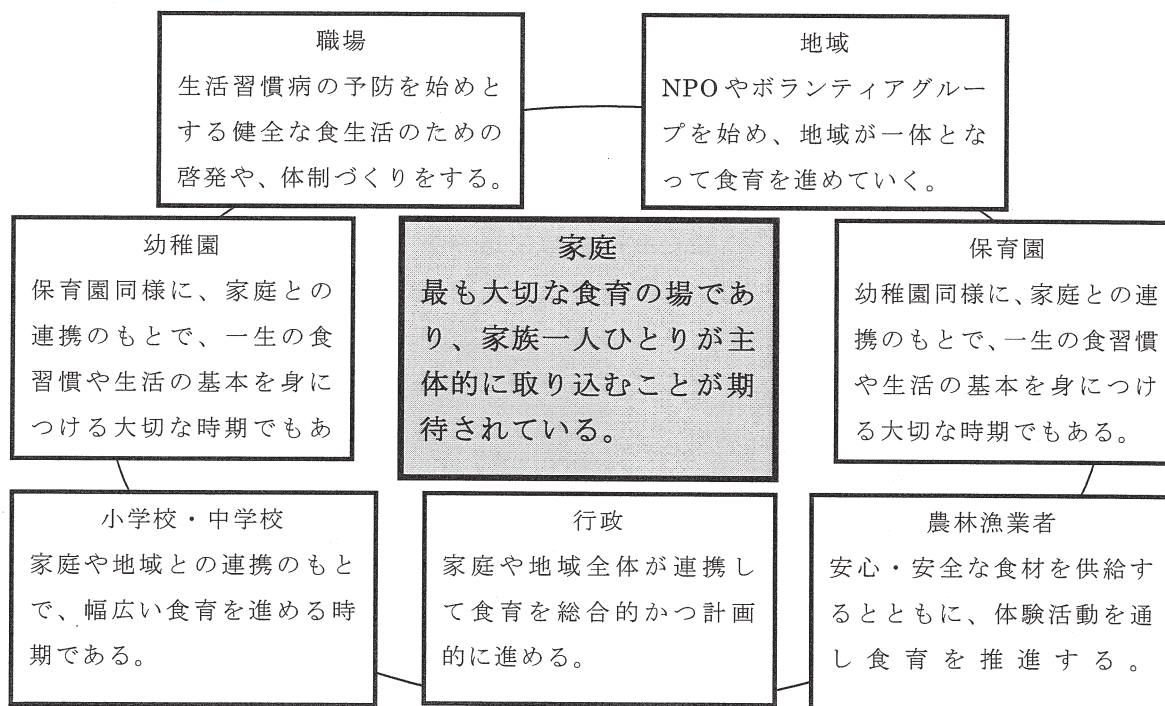 職場
生活習慣病の予防を始めと
する健全な食生活のための
啓発や、体制づくりをする。
地域
NPOやボランティアグルー
プを始め、地域が一体とな
って食育を進めていく。
幼稚園
保育園同様に、家庭との
連携のもとで、一生の食
習慣や生活の基本を身に
つける大切な時期でもあ
家庭
最も大切な食育の場であ
り、家族一人ひとりが主
体的に取り込むことが期
待されている。
保育園
幼稚園同様に、家庭との連
携のもとで、一生の食習慣
や生活の基本を身につけ
る大切な時期でもある。
小学校・中学校
家庭や地域との連携のもと
で、幅広い食育を進める時
期である。
行政
家庭や地域全体が連携し
て食育を総合的かつ計画
的に進める。
農林漁業者
安心・安全な食材を供給す
るとともに、体験活動を通
し食育を推進する。